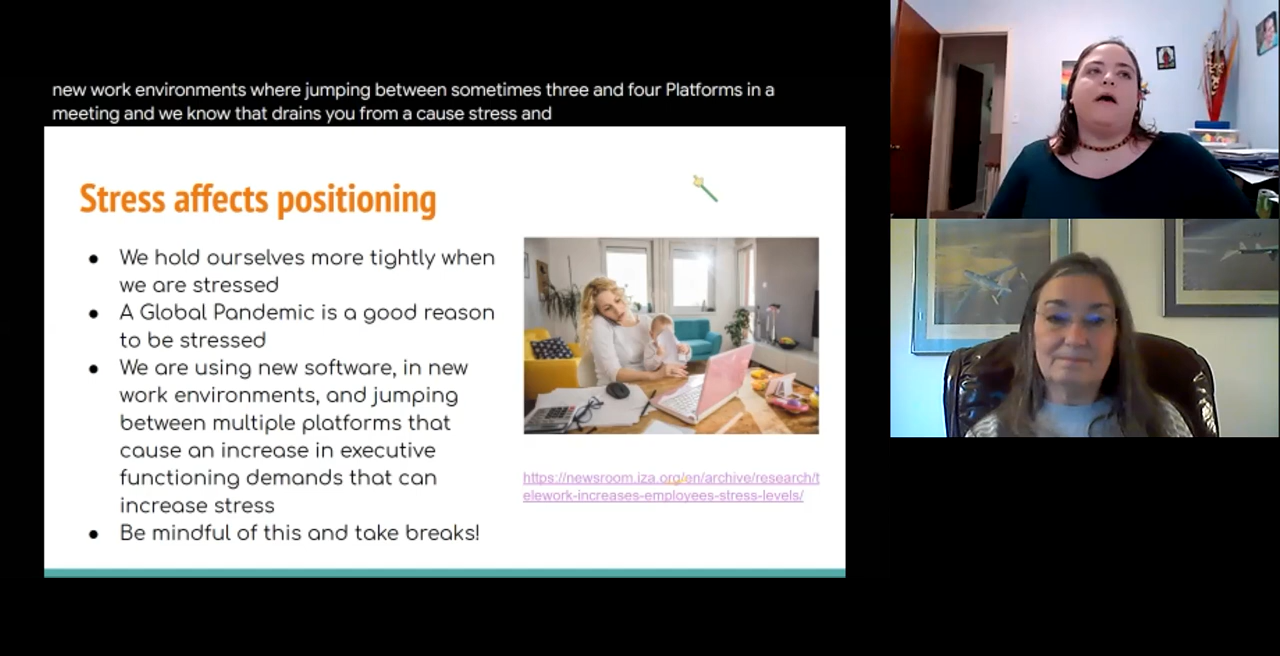 new work environments where jumping between sometimes three and four Platforms in a
meeting and we know that drains you from a cause stress and
Stress affects positioning
● We hold ourselves more tightly when
we are stressed
● A Global Pandemic is a good reason
to be stressed
● We are using new software, in new
work environments, and jumping
between multiple platforms that
cause an increase in executive
functioning demands that can
increase stress
● Be mindful of this and take breaks!
https://newsroom.iza.org/en/archive/research/t
elework-increases-employees-stress-levels/